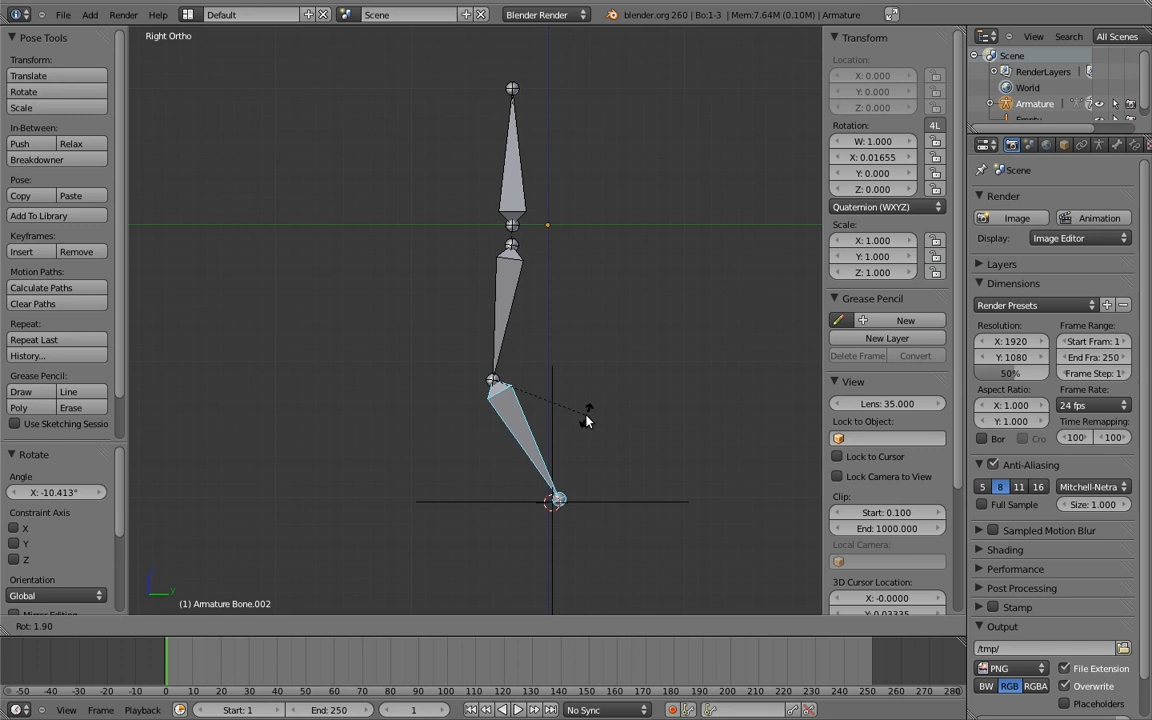 File Add Render Help Default Scene Blender Render blender.org 260 | Bo:1-3 | Mem:7.64M (0.10M) | Armature
Pose Tools
Transform:
Translate
Rotate
Scale
In-Between:
Push Relax
Breakdowner
Pose:
Copy Paste
Add To Library
Keyframes:
Insert Remove
Motion Paths:
Calculate Paths
Clear Paths
Repeat:
Repeat Last
History...
Grease Pencil:
Draw Line
Poly Erase
Use Sketching Sessio
Rotate
Angle
X: -10.413°
Constraint Axis
X
Y
Z
Orientation
Global
Right Ortho
y
(1) Armature Bone.002
Rot: 1.90
Transform
Location:
X: 0.000
Y: 0.000
Z: 0.000
Rotation:
4L
W: 1.000
X: 0.01655
Y: 0.000
Z: 0.000
Quaternion (WXYZ)
Scale:
X: 1.000
Y: 1.000
Z: 1.000
Grease Pencil
New
New Layer
Delete Frame Convert
View
Lens: 35.000
Lock to Object:
Lock to Cursor
Lock Camera to View
Clip:
Start: 0.100
End: 1000.000
Local Camera:
3D Cursor Location:
X: -0.0000
View Search All Scenes
Scene
RenderLayers
World
Armature
Scene
Render
Image Animation
Display: Image Editor
Layers
Dimensions
Render Presets
Resolution: Frame Range:
X: 1920 Start Fram: 1
Y: 1080 End Fra: 250
50% Frame Step: 1
Aspect Ratio: Frame Rate:
X: 1.000 24 fps
Y: 1.000 Time Remapping:
Bor Cro 100 100
Anti-Aliasing
5 8 11 16 Mitchell-Netra
Full Sample Size: 1.000
Sampled Motion Blur
Shading
Performance
Post Processing
Stamp
Output
/tmp/
PNG File Extension
BW RGB RGBA Overwrite
Placeholders
-50 -40 -30 -20 -10 0 10 20 30 40 50 60 70 80 90 100 110 120 130 140 150 160 170 180 190 200 210 220 230 240 250 260 270 280
View Frame Playback Start: 1 End: 250 1 No Sync